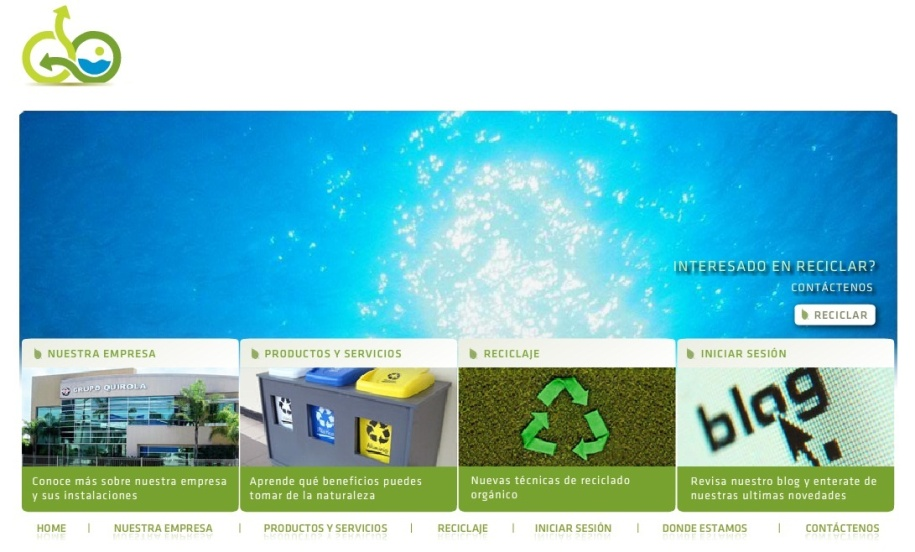 INTERESADO EN RECICLAR?
CONTÁCTENOS
RECICLAR
NUESTRA EMPRESA
PRODUCTOS Y SERVICIOS
RECICLAJE
INICIAR SESIÓN
GRUPO QUIROLA
blog
Conoce más sobre nuestra empresa
y sus instalaciones
Aprende qué beneficios puedes
tomar de la naturaleza
Nuevas técnicas de reciclado
orgánico
Revisa nuestro blog y enterate de
nuestras ultimas novedades
HOME | NUESTRA EMPRESA | PRODUCTOS Y SERVICIOS | RECICLAJE | INICIAR SESIÓN | DONDE ESTAMOS | CONTÁCTENOS